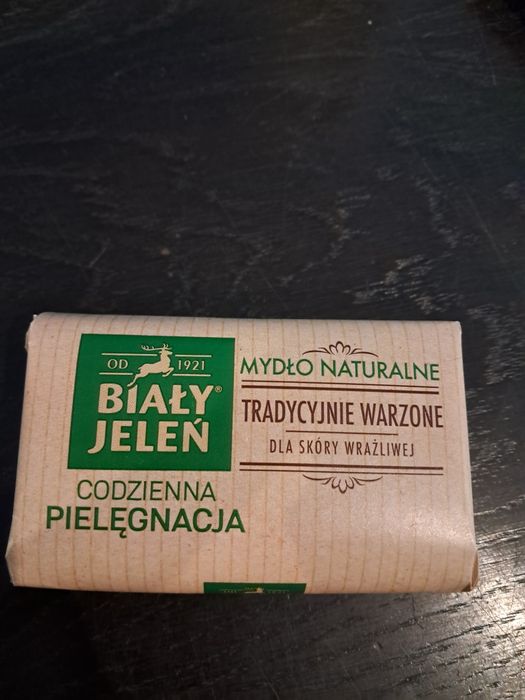 OD 1921
BIAŁY®
JELEŃ
CODZIENNA
PIELĘGNACJA
MYDŁO NATURALNE
TRADYCYJNIE WARZONE
DLA SKÓRY WRAŻLIWEJ